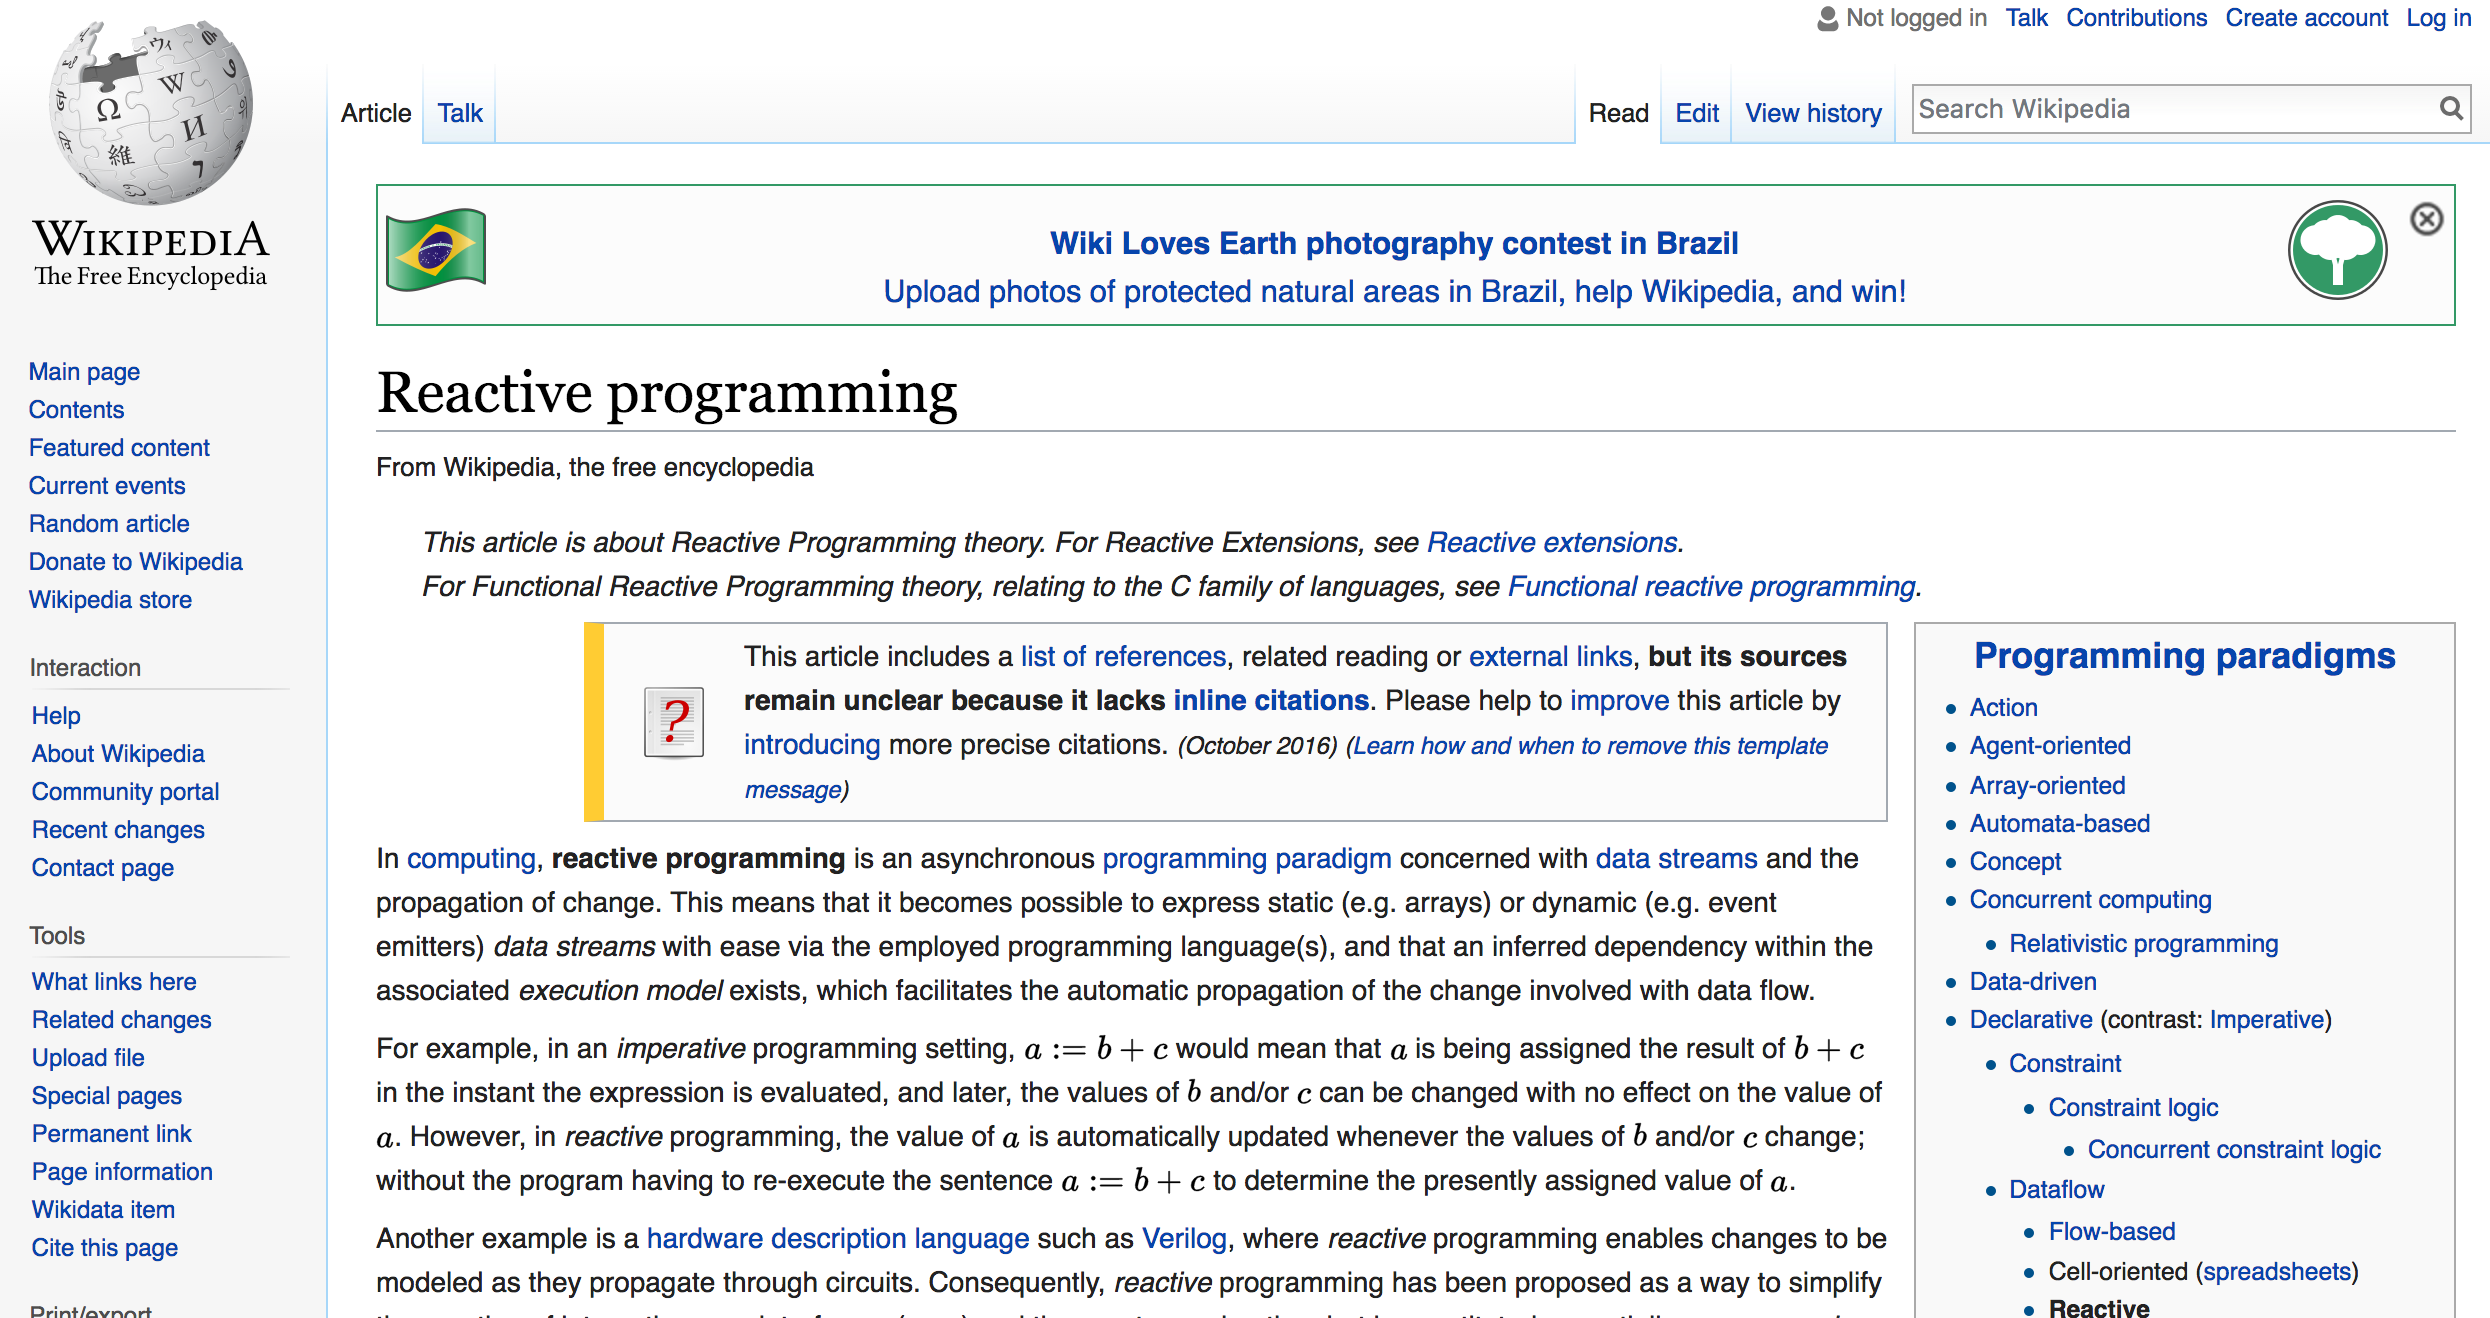 Not logged in Talk Contributions Create account Log in
Article Talk Read Edit View history Search Wikipedia
WIKIPEDIA
The Free Encyclopedia
Main page
Contents
Featured content
Current events
Random article
Donate to Wikipedia
Wikipedia store
Interaction
Help
About Wikipedia
Community portal
Recent changes
Contact page
Tools
What links here
Related changes
Upload file
Special pages
Permanent link
Page information
Wikidata item
Cite this page
Print/export
Wiki Loves Earth photography contest in Brazil
Upload photos of protected natural areas in Brazil, help Wikipedia, and win!
Reactive programming
From Wikipedia, the free encyclopedia
This article is about Reactive Programming theory. For Reactive Extensions, see Reactive extensions.
For Functional Reactive Programming theory, relating to the C family of languages, see Functional reactive programming.
This article includes a list of references, related reading or external links, but its sources
remain unclear because it lacks inline citations. Please help to improve this article by
introducing more precise citations. (October 2016) (Learn how and when to remove this template
message)
In computing, reactive programming is an asynchronous programming paradigm concerned with data streams and the
propagation of change. This means that it becomes possible to express static (e.g. arrays) or dynamic (e.g. event
emitters) data streams with ease via the employed programming language(s), and that an inferred dependency within the
associated execution model exists, which facilitates the automatic propagation of the change involved with data flow.
For example, in an imperative programming setting, a := b + c would mean that a is being assigned the result of b + c
in the instant the expression is evaluated, and later, the values of b and/or c can be changed with no effect on the value of
a. However, in reactive programming, the value of a is automatically updated whenever the values of b and/or c change;
without the program having to re-execute the sentence a := b + c to determine the presently assigned value of a.
Another example is a hardware description language such as Verilog, where reactive programming enables changes to be
modeled as they propagate through circuits. Consequently, reactive programming has been proposed as a way to simplify
Programming paradigms
Action
Agent-oriented
Array-oriented
Automata-based
Concept
Concurrent computing
Relativistic programming
Data-driven
Declarative (contrast: Imperative)
Constraint
Constraint logic
Concurrent constraint logic
Dataflow
Flow-based
Cell-oriented (spreadsheets)
Reactive